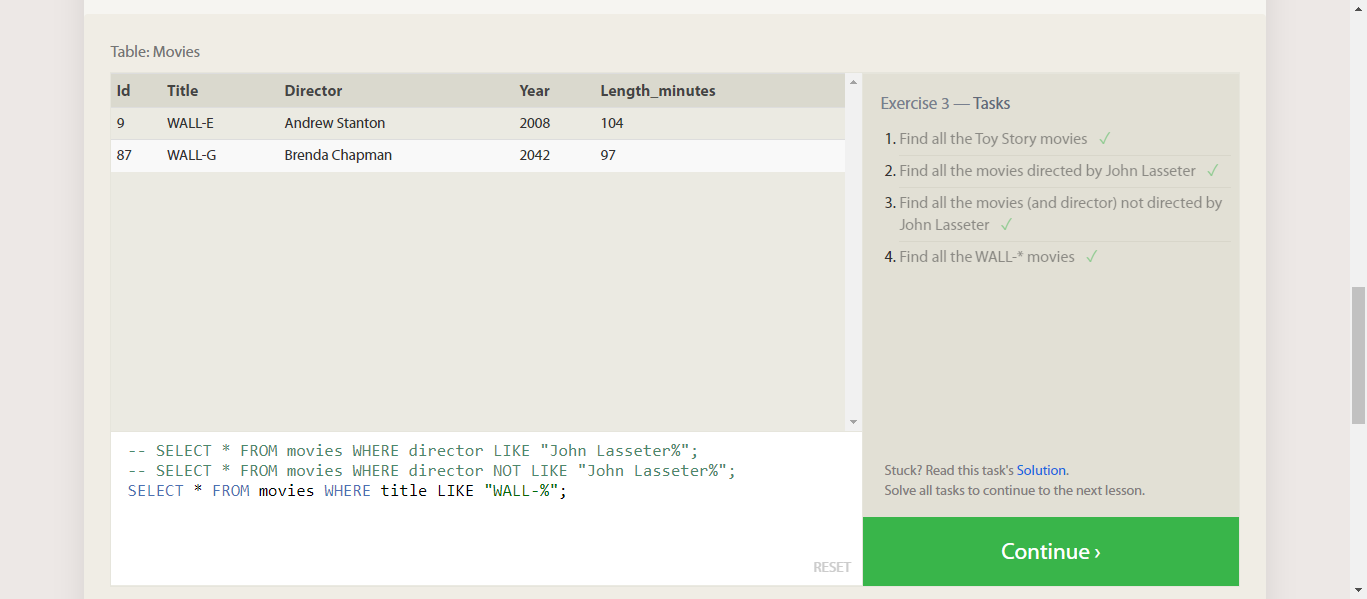 Table: Movies
Id Title Director Year Length_minutes
9 WALL-E Andrew Stanton 2008 104
87 WALL-G Brenda Chapman 2042 97
-- SELECT * FROM movies WHERE director LIKE "John Lasseter%";
-- SELECT * FROM movies WHERE director NOT LIKE "John Lasseter%";
SELECT * FROM movies WHERE title LIKE "WALL-%";
RESET
Exercise 3 — Tasks
1. Find all the Toy Story movies ✓
2. Find all the movies directed by John Lasseter ✓
3. Find all the movies (and director) not directed by
John Lasseter ✓
4. Find all the WALL-* movies ✓
Stuck? Read this task's Solution.
Solve all tasks to continue to the next lesson.
Continue ›